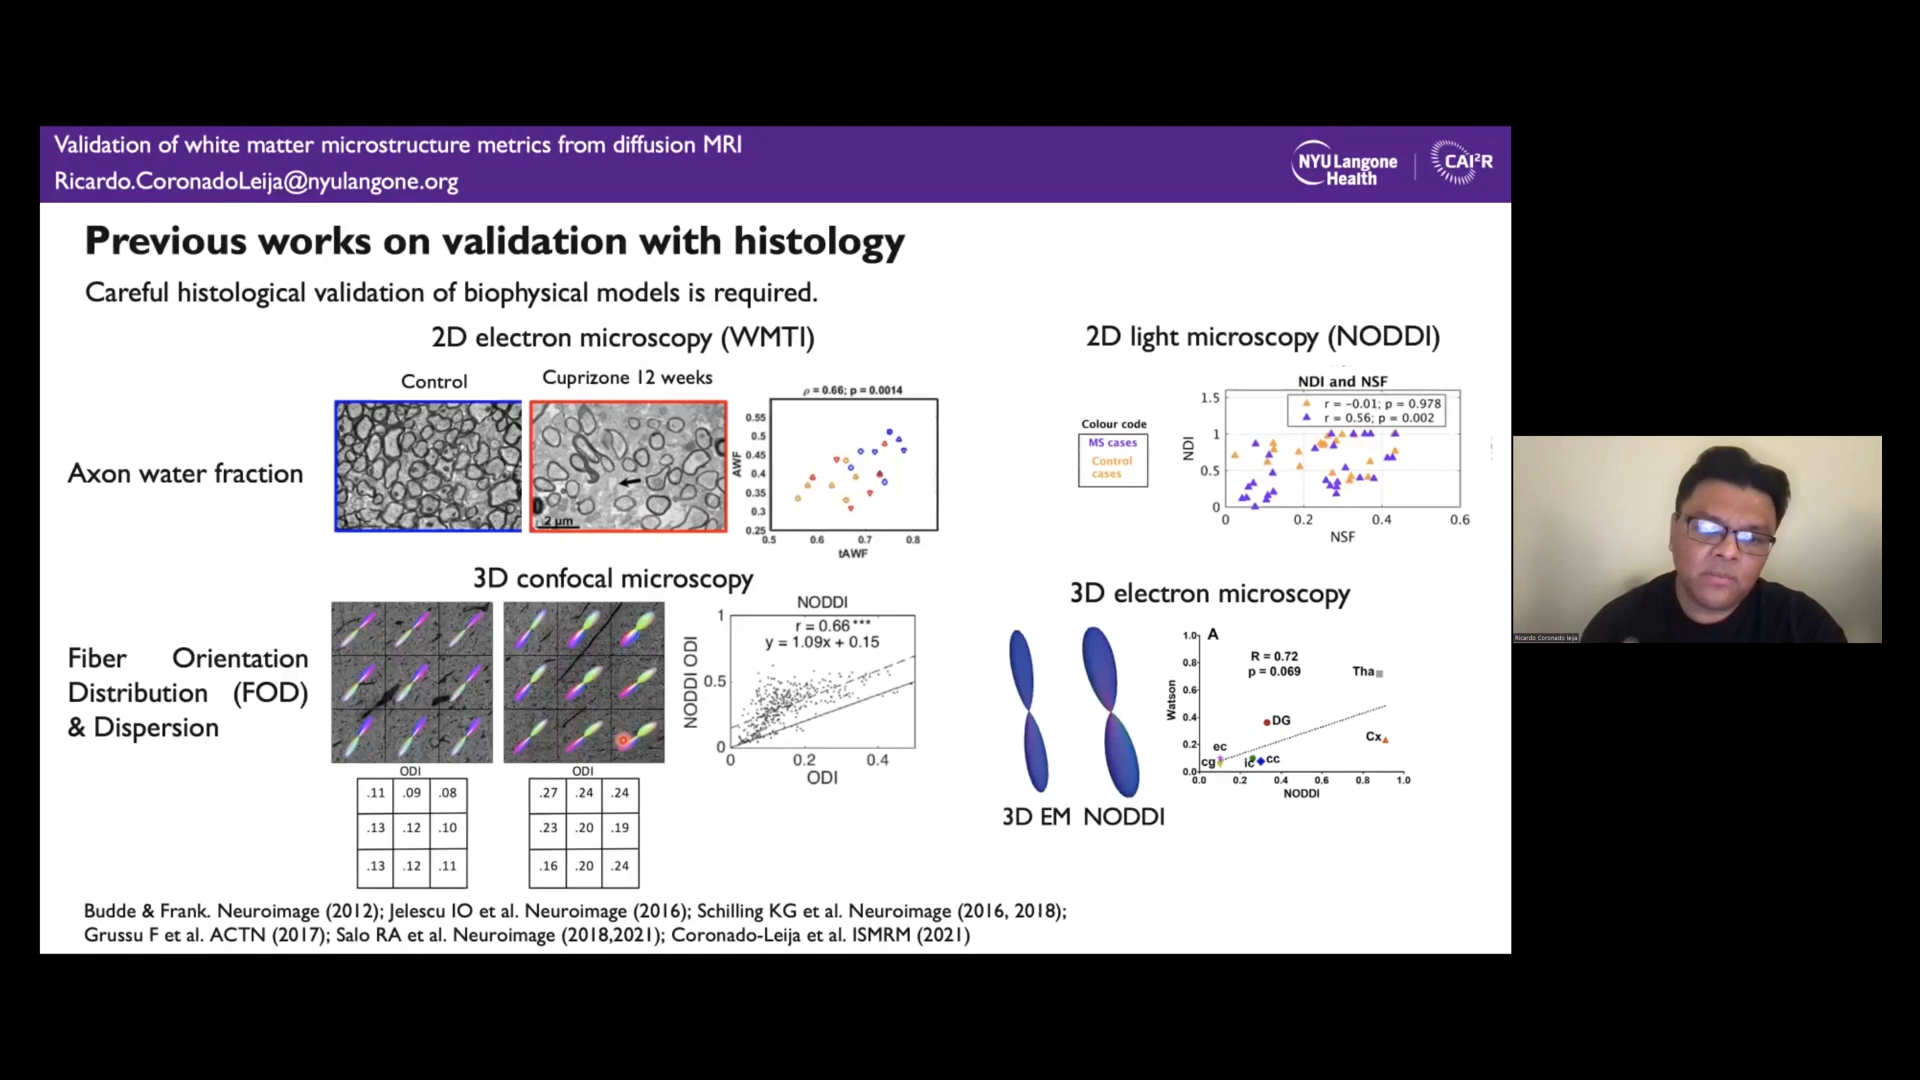 Validation of white matter microstructure metrics from diffusion MRI
Ricardo.CoronadoLeija@nyulangone.org
NYU Langone Health
CAI²R
Previous works on validation with histology
Careful histological validation of biophysical models is required.
2D electron microscopy (WMTI)
2D light microscopy (NODDI)
Axon water fraction
Control
Cuprizone 12 weeks
2 μm
ρ = 0.66; p = 0.0014
AWF
0.55
0.5
0.45
0.4
0.35
0.3
0.25
0.5 0.6 0.7 0.8
tAWF
Colour code
MS cases
Control
cases
NDI and NSF
r = −0.01; p = 0.978
r = 0.56; p = 0.002
NDI
1.5
1
0.5
0
0 0.2 0.4 0.6
NSF
3D confocal microscopy
3D electron microscopy
Fiber Orientation
Distribution (FOD)
& Dispersion
ODI
.11 .09 .08
.13 .12 .10
.13 .12 .11
ODI
.27 .24 .24
.23 .20 .19
.16 .20 .24
NODDI
r = 0.66 ***
y = 1.09x + 0.15
NODDI ODI
1
0.5
0
0 0.2 0.4
ODI
3D EM NODDI
A
R = 0.72
p = 0.069
Watson
1.0
0.8
0.6
0.4
0.2
0.0
Tha
DG
Cx
ec
cg
ic
cc
0.0 0.2 0.4 0.6 0.8 1.0
NODDI
Budde & Frank. Neuroimage (2012); Jelescu IO et al. Neuroimage (2016); Schilling KG et al. Neuroimage (2016, 2018);
Grussu F et al. ACTN (2017); Salo RA et al. Neuroimage (2018,2021); Coronado-Leija et al. ISMRM (2021)
Ricardo Coronado leija